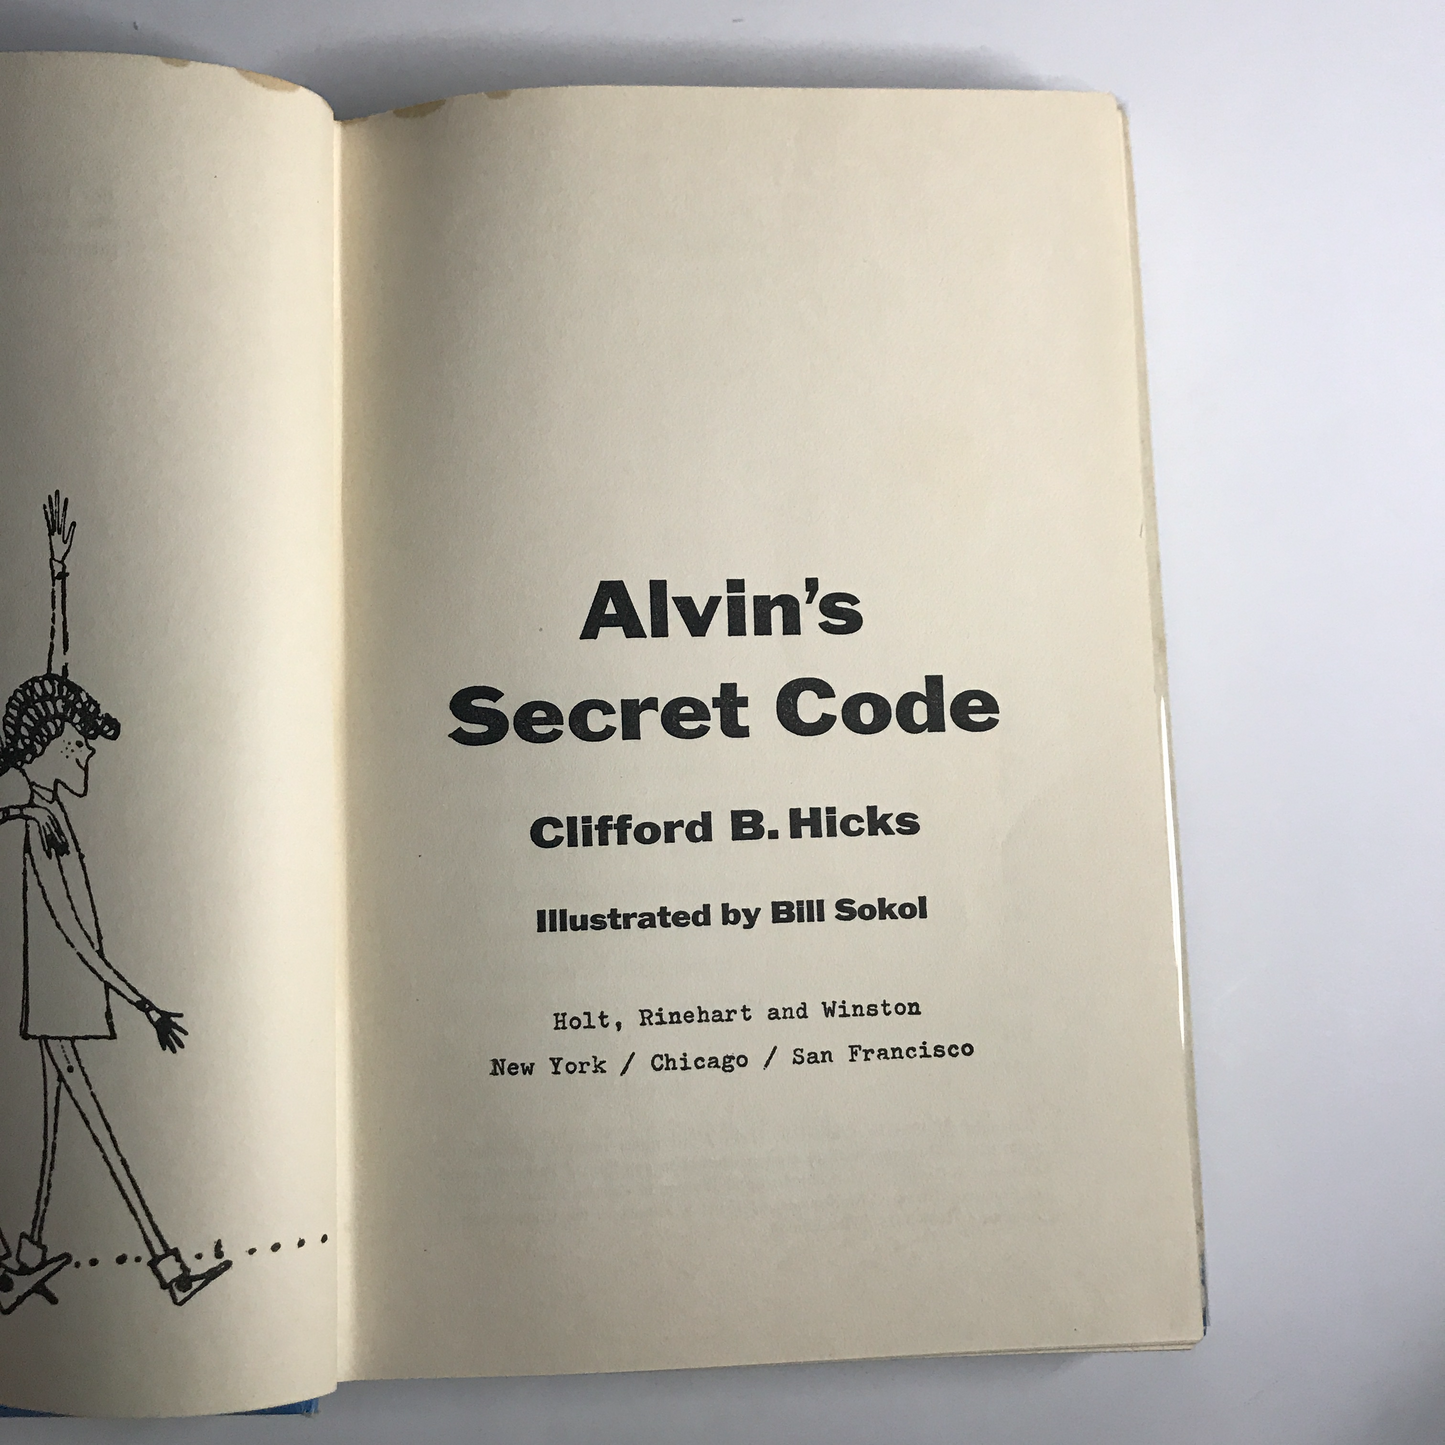 Alvin's
Secret Code
Clifford B. Hicks
Illustrated by Bill Sokol
Holt, Rinehart and Winston
New York / Chicago / San Francisco